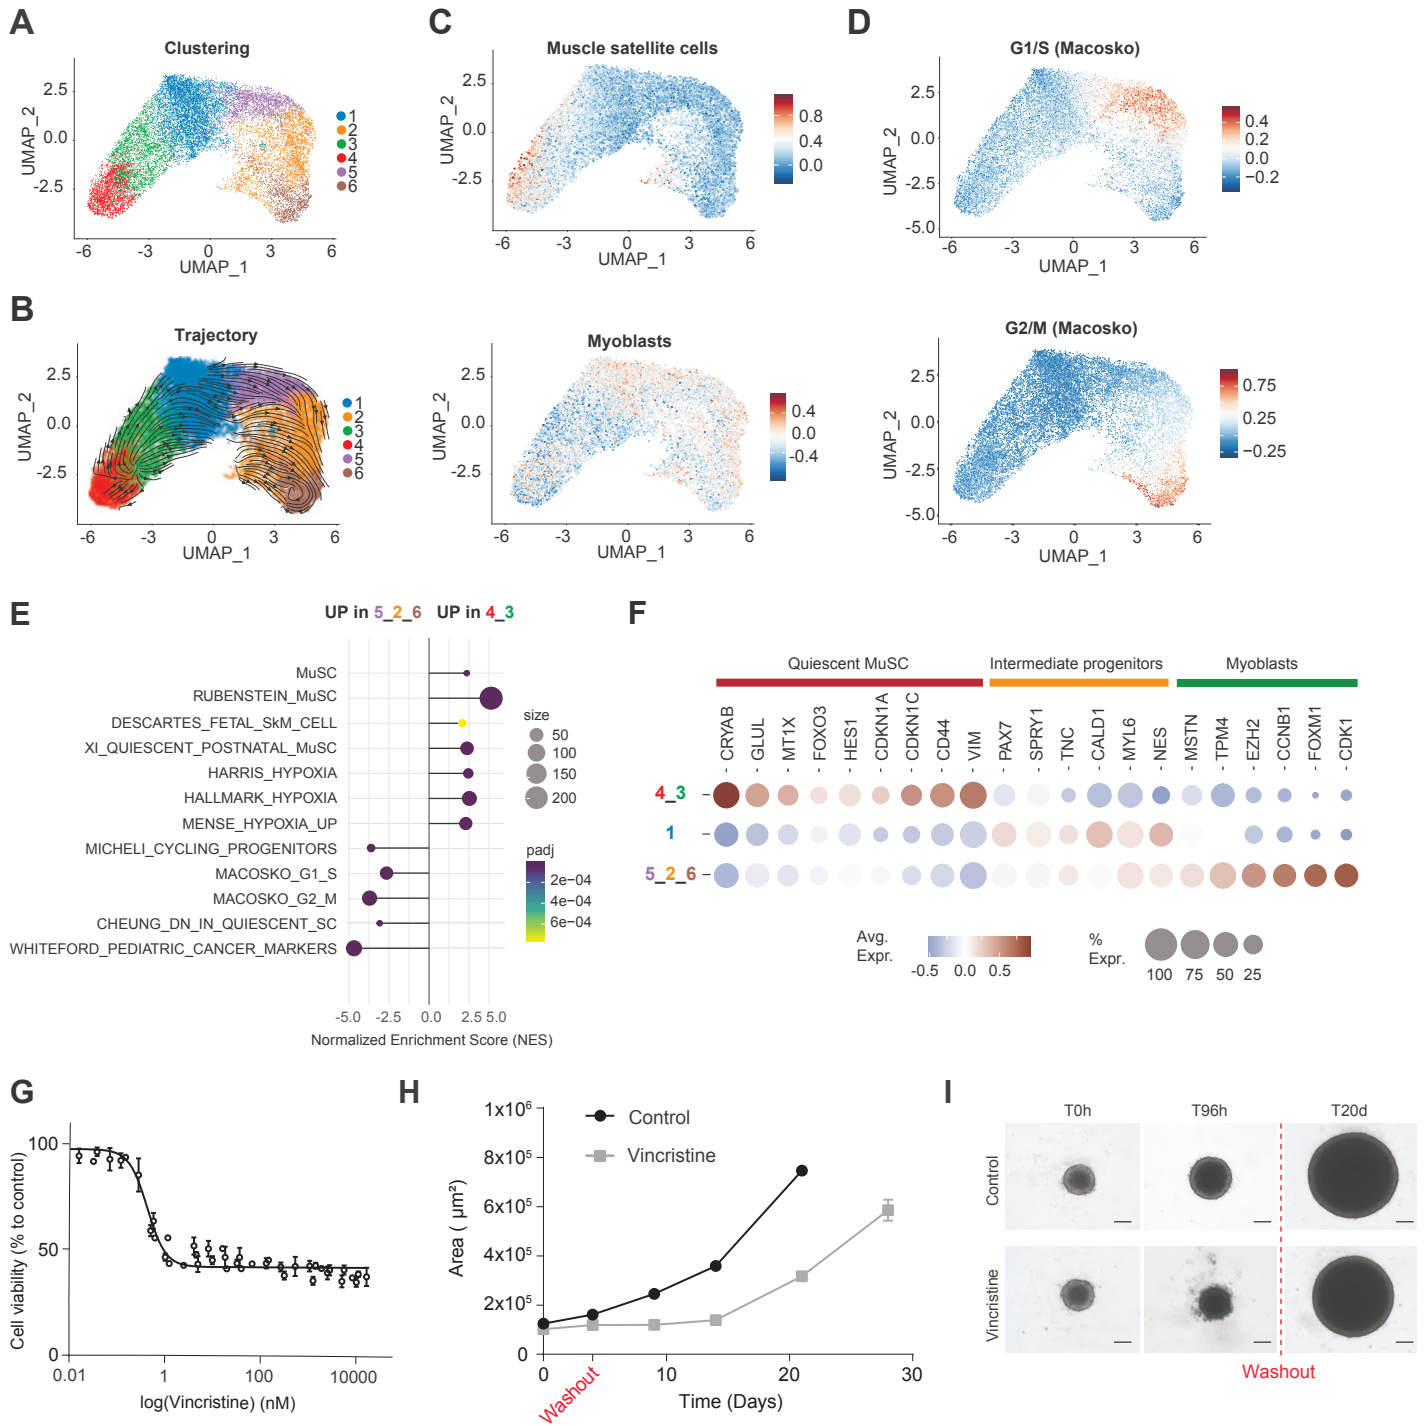 A
Clustering
UMAP_2
2.5
0.0
-2.5
-6
-3
0
3
6
UMAP_1
1
2
3
4
5
6
B
Trajectory
UMAP_2
2.5
0.0
-2.5
-6
-3
0
3
6
UMAP_1
1
2
3
4
5
6
C
Muscle satellite cells
UMAP_2
2.5
0.0
-2.5
-6
-3
0
3
6
UMAP_1
0.8
0.4
0.0
Myoblasts
UMAP_2
2.5
0.0
-2.5
-6
-3
0
3
6
UMAP_1
0.4
0.0
-0.4
D
G1/S (Macosko)
UMAP_2
2.5
0.0
-2.5
-5.0
-6
-3
0
3
6
UMAP_1
0.4
0.2
0.0
−0.2
G2/M (Macosko)
UMAP_2
2.5
0.0
-2.5
-5.0
-6
-3
0
3
6
UMAP_1
0.75
0.25
−0.25
E
UP in 5_2_6 UP in 4_3
MuSC
RUBENSTEIN_MuSC
DESCARTES_FETAL_SkM_CELL
XI_QUIESCENT_POSTNATAL_MuSC
HARRIS_HYPOXIA
HALLMARK_HYPOXIA
MENSE_HYPOXIA_UP
MICHELI_CYCLING_PROGENITORS
MACOSKO_G1_S
MACOSKO_G2_M
CHEUNG_DN_IN_QUIESCENT_SC
WHITEFORD_PEDIATRIC_CANCER_MARKERS
-5.0 -2.5 0.0 2.5 5.0
Normalized Enrichment Score (NES)
size
50
100
150
200
padj
2e−04
4e−04
6e−04
F
Quiescent MuSC Intermediate progenitors Myoblasts
CRYAB
GLUL
MT1X
FOXO3
HES1
CDKN1A
CDKN1C
CD44
VIM
PAX7
SPRY1
TNC
CALD1
MYL6
NES
MSTN
TPM4
EZH2
CCNB1
FOXM1
CDK1
4_3
1
5_2_6
Avg.
Expr.
-0.5 0.0 0.5
%
Expr.
100 75 50 25
G
Cell viability (% to control)
100
50
0
0.01 1 100 10000
log(Vincristine) (nM)
H
Area ( µm²)
1x10⁶
8x10⁵
6x10⁵
4x10⁵
2x10⁵
0
Control
Vincristine
0 10 20 30
Washout
Time (Days)
I
T0h T96h T20d
Control
Vincristine
Washout